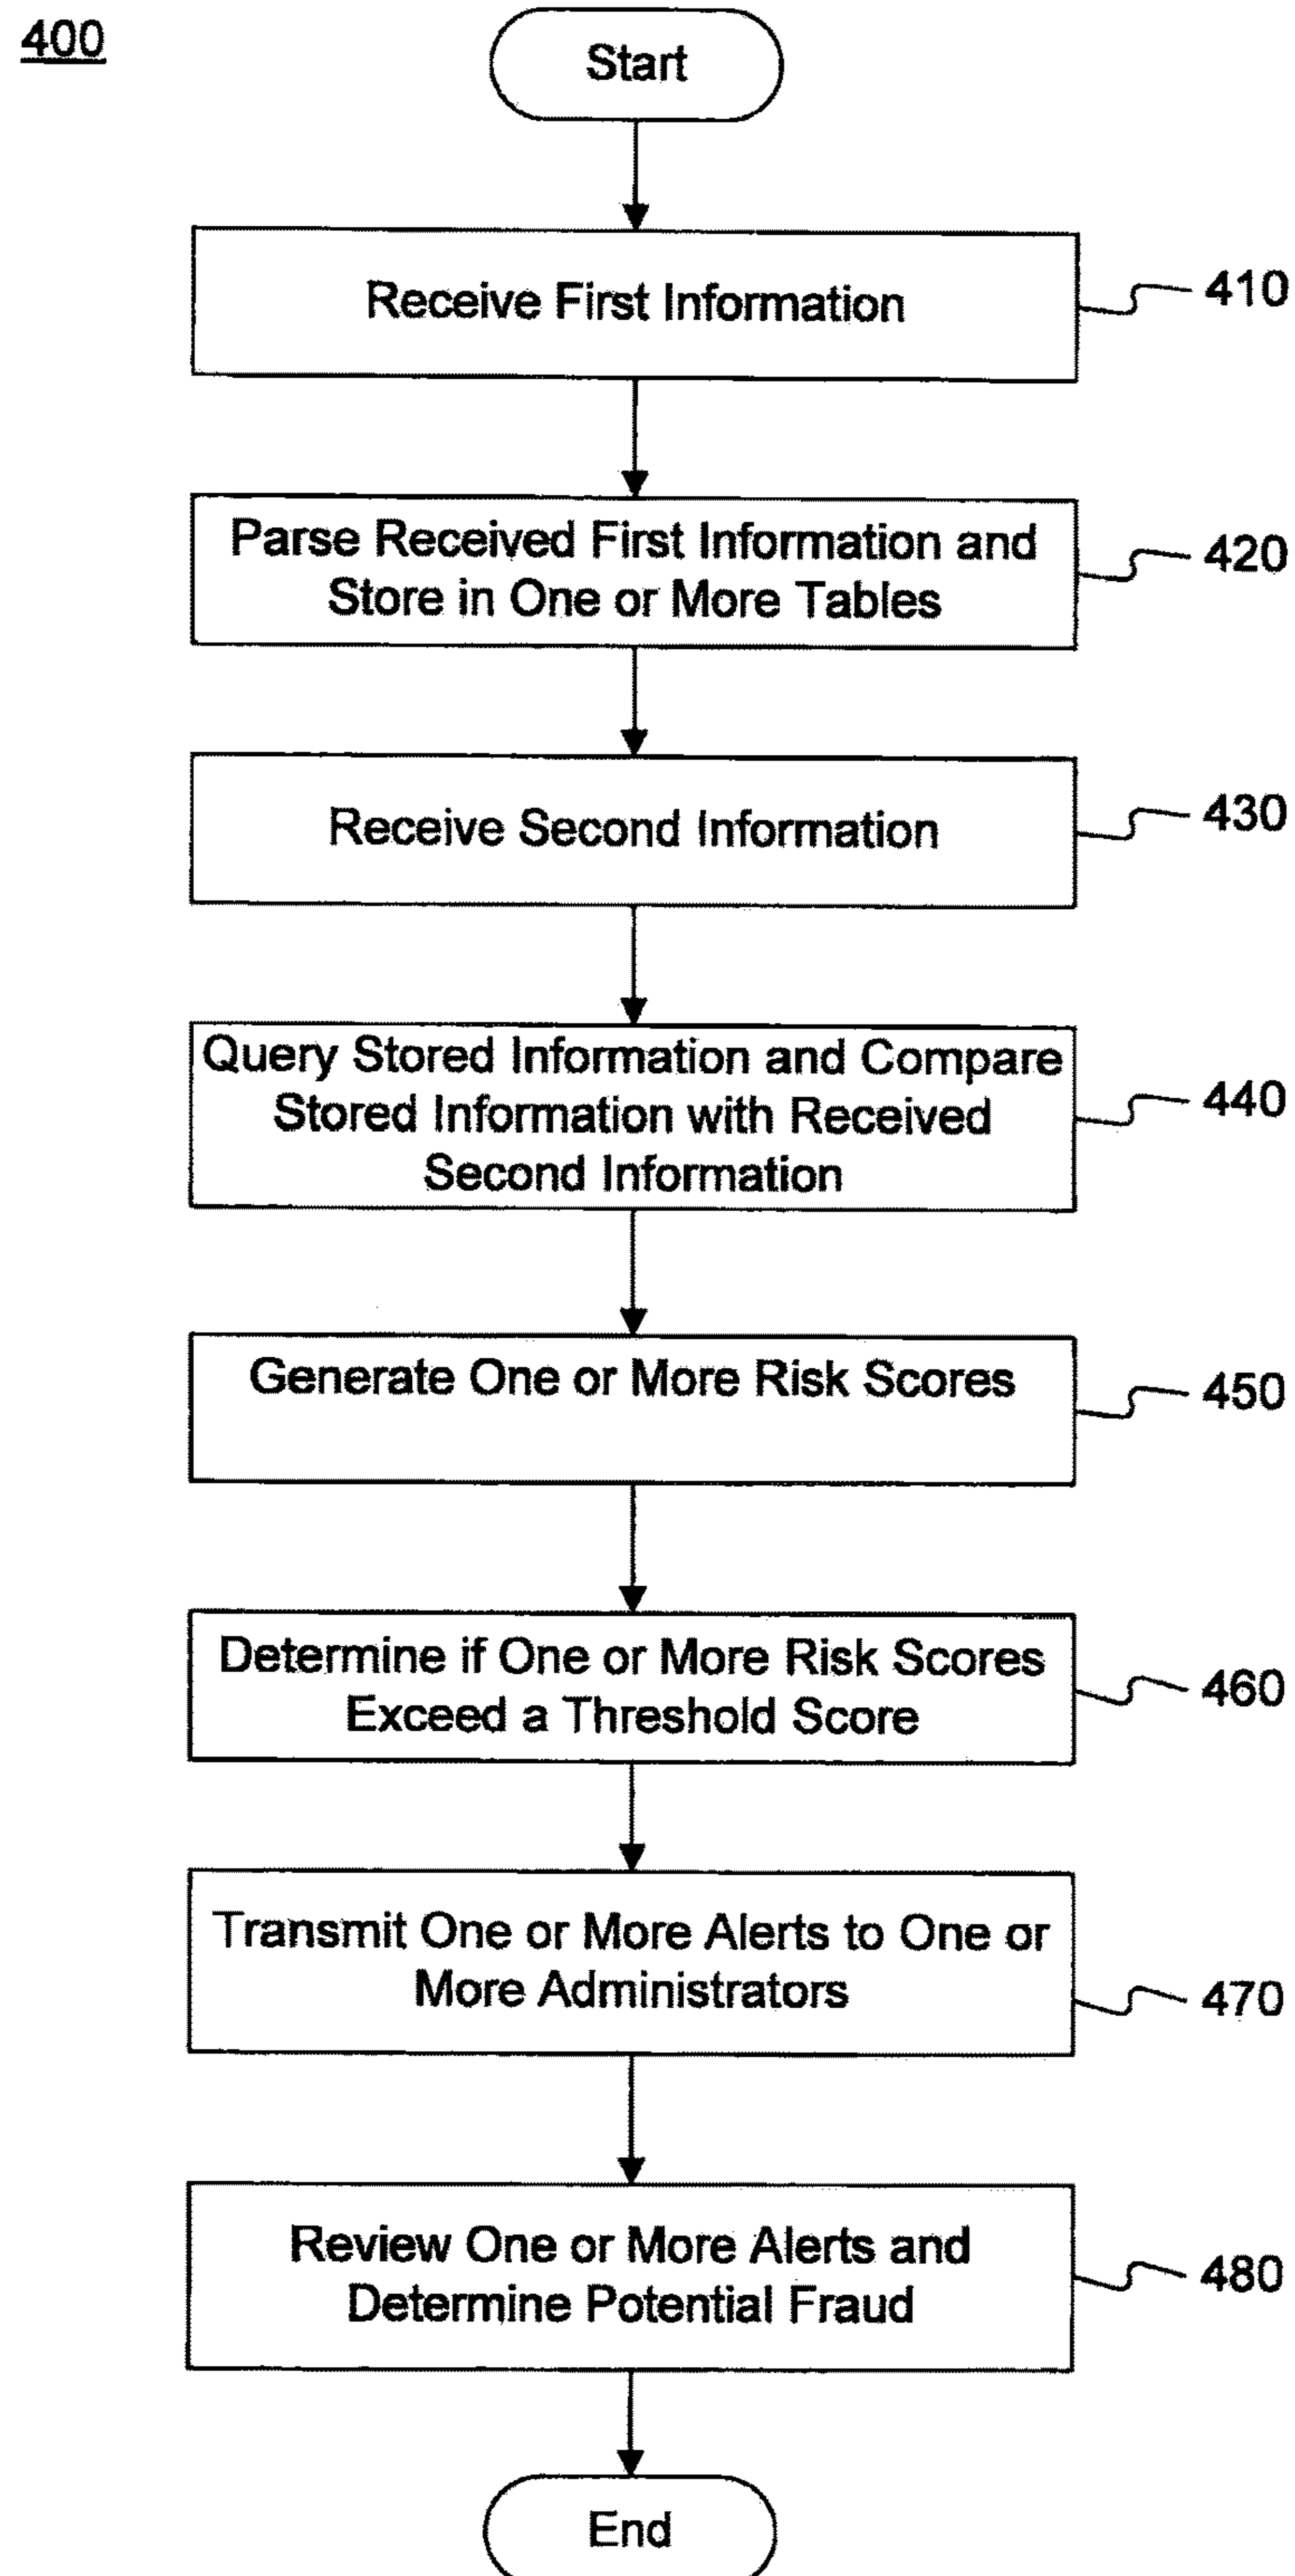 400
Start
Receive First Information
410
Parse Received First Information and
Store in One or More Tables
420
Receive Second Information
430
Query Stored Information and Compare
Stored Information with Received
Second Information
440
Generate One or More Risk Scores
450
Determine if One or More Risk Scores
Exceed a Threshold Score
460
Transmit One or More Alerts to One or
More Administrators
470
Review One or More Alerts and
Determine Potential Fraud
480
End